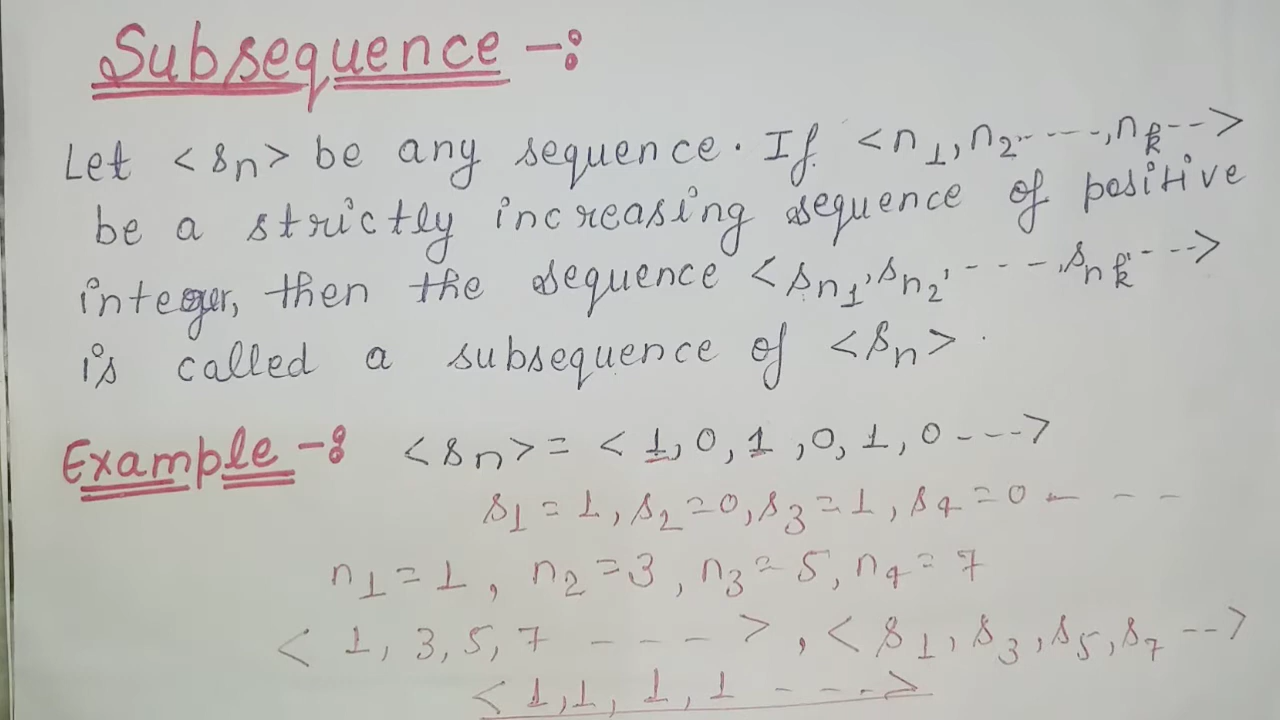 Subsequence -:
Let <sn> be any sequence. If <n1, n2 - - - -, nk - - >
be a strictly increasing sequence of positive
integer, then the sequence <sn1, sn2, - - - -, snk - - - >
is called a subsequence of <sn>.
Example -: <sn> = < 1, 0, 1, 0, 1, 0 - - - >
s1 = 1, s2 = 0, s3 = 1, s4 = 0 - - -
n1 = 1, n2 = 3, n3 = 5, n4 = 7
< 1, 3, 5, 7 - - - - >, < s1, s3, s5, s7 - - >
< 1, 1, 1, 1 - - - - >